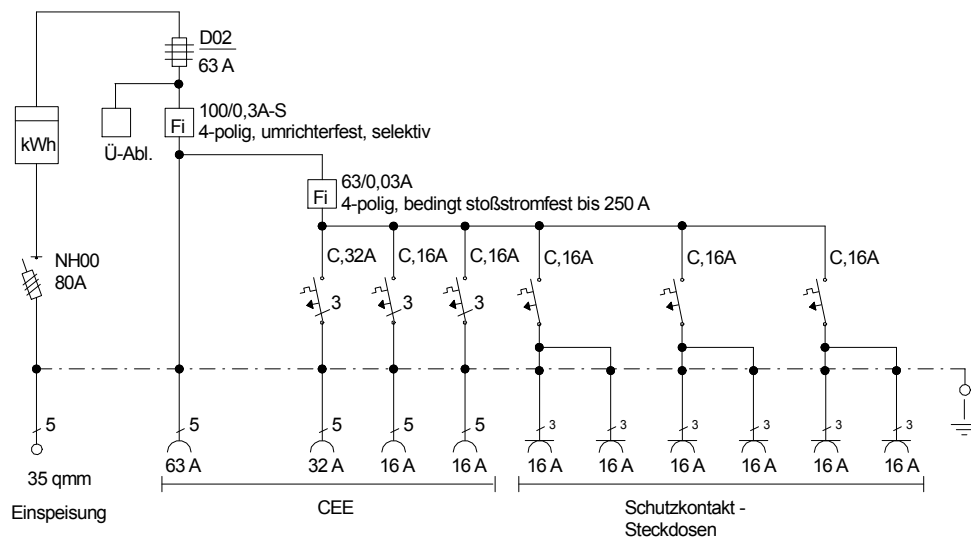 D02
63 A
100/0,3A-S
Fi
4-polig, umrichterfest, selektiv
kWh
Ü-Abl.
63/0,03A
Fi
4-polig, bedingt stoßstromfest bis 250 A
NH00
80A
C,32A
C,16A
C,16A
C,16A
C,16A
C,16A
3
3
3
5
5
5
5
5
3
3
3
3
3
3
63 A
32 A
16 A
16 A
16 A
16 A
16 A
16 A
16 A
16 A
35 qmm
Einspeisung
CEE
Schutzkontakt -
Steckdosen